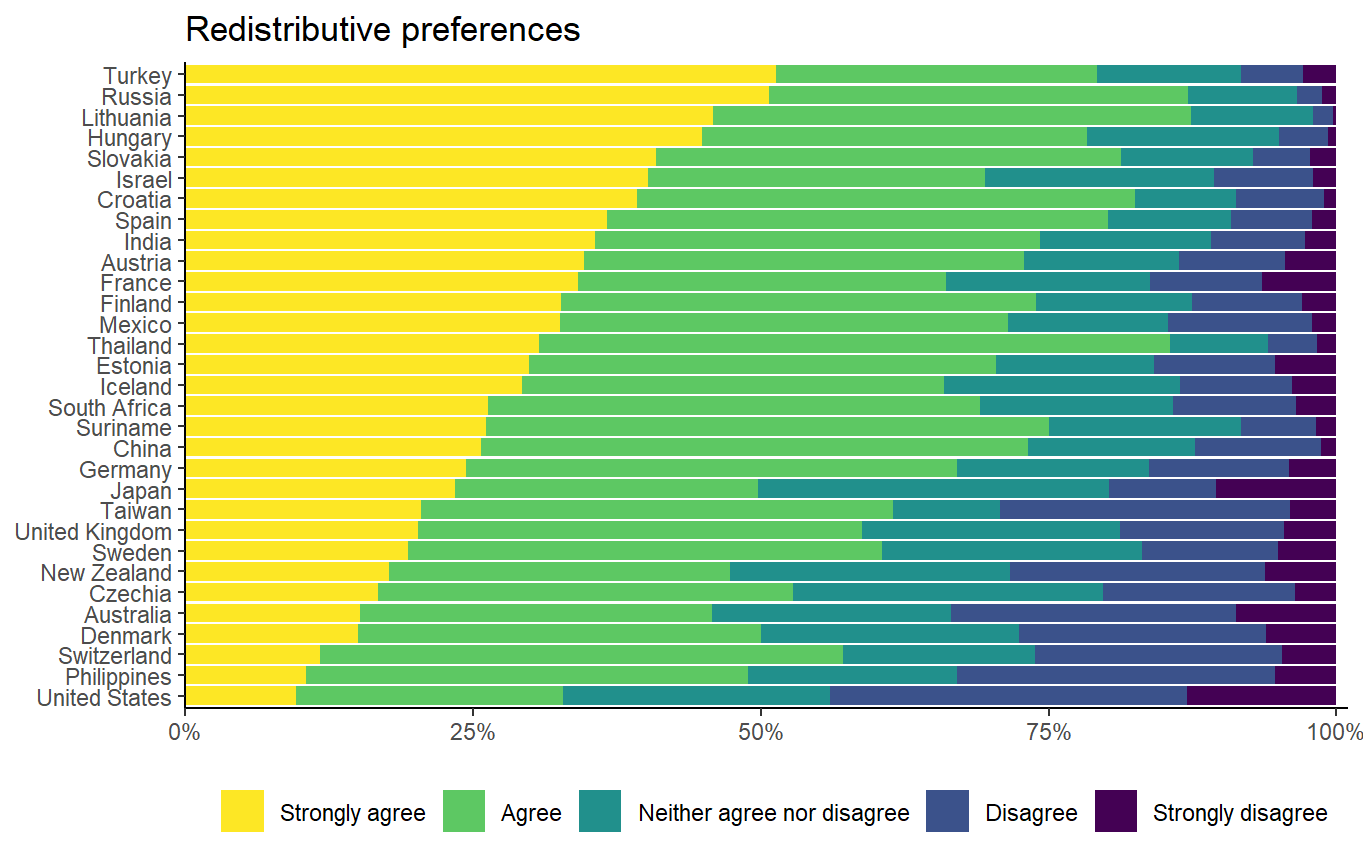 Redistributive preferences
Turkey
Russia
Lithuania
Hungary
Slovakia
Israel
Croatia
Spain
India
Austria
France
Finland
Mexico
Thailand
Estonia
Iceland
South Africa
Suriname
China
Germany
Japan
Taiwan
United Kingdom
Sweden
New Zealand
Czechia
Australia
Denmark
Switzerland
Philippines
United States
0% 25% 50% 75% 100%
Strongly agree Agree Neither agree nor disagree Disagree Strongly disagree